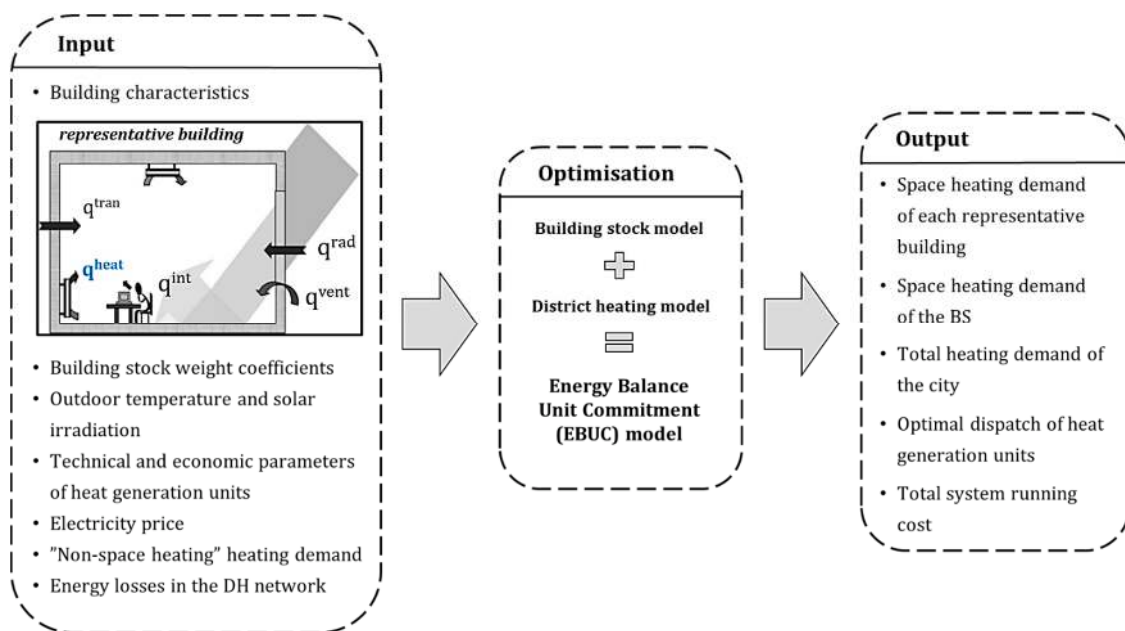 Input
• Building characteristics
representative building
q^tran
q^rad
q^heat
q^int
q^vent
• Building stock weight coefficients
• Outdoor temperature and solar
irradiation
• Technical and economic parameters
of heat generation units
• Electricity price
• ”Non-space heating” heating demand
• Energy losses in the DH network
Optimisation
Building stock model
District heating model
Energy Balance
Unit Commitment
(EBUC) model
Output
• Space heating demand
of each representative
building
• Space heating demand
of the BS
• Total heating demand of
the city
• Optimal dispatch of heat
generation units
• Total system running
cost